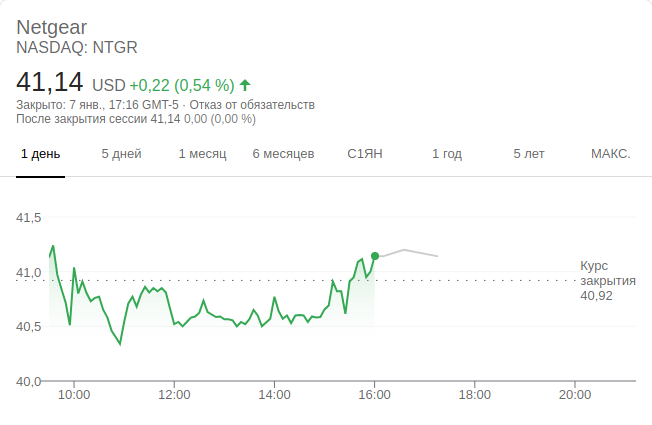 Netgear
NASDAQ: NTGR
41,14 USD +0,22 (0,54 %)
Закрыто: 7 янв., 17:16 GMT-5 · Отказ от обязательств
После закрытия сессии 41,14 0,00 (0,00 %)
1 день 5 дней 1 месяц 6 месяцев С1ЯН 1 год 5 лет МАКС.
41,5
41,0
40,5
40,0
Курс
закрытия
40,92
10:00 12:00 14:00 16:00 18:00 20:00